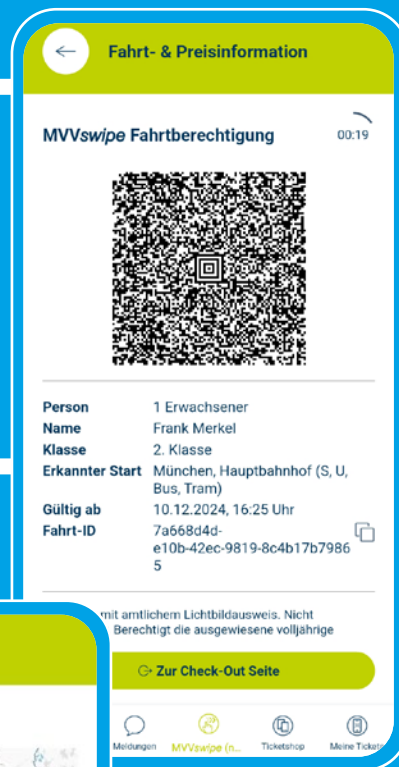 Fahrt- & Preisinformation
MVVswipe Fahrtberechtigung
00:19
Person 1 Erwachsener
Name Frank Merkel
Klasse 2. Klasse
Erkannter Start München, Hauptbahnhof (S, U,
Bus, Tram)
Gültig ab 10.12.2024, 16:25 Uhr
Fahrt-ID 7a668d4d-
e10b-42ec-9819-8c4b17b7986
5
mit amtlichem Lichtbildausweis. Nicht
Berechtigt die ausgewiesene volljährige
Zur Check-Out Seite
Meldungen MVVswipe (n... Ticketshop Meine Tickets